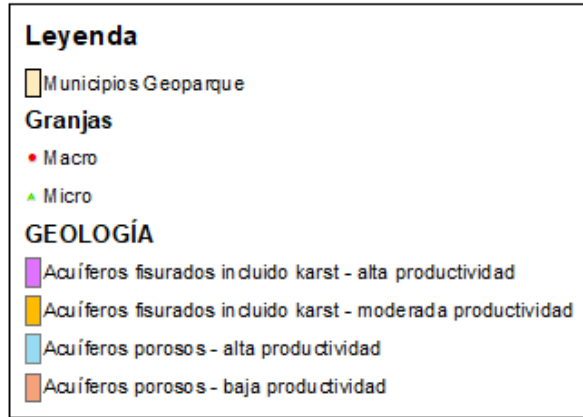 Leyenda
Municipios Geoparque
Granjas
Macro
Micro
GEOLOGÍA
Acuíferos fisurados incluido karst - alta productividad
Acuíferos fisurados incluido karst - moderada productividad
Acuíferos porosos - alta productividad
Acuíferos porosos - baja productividad